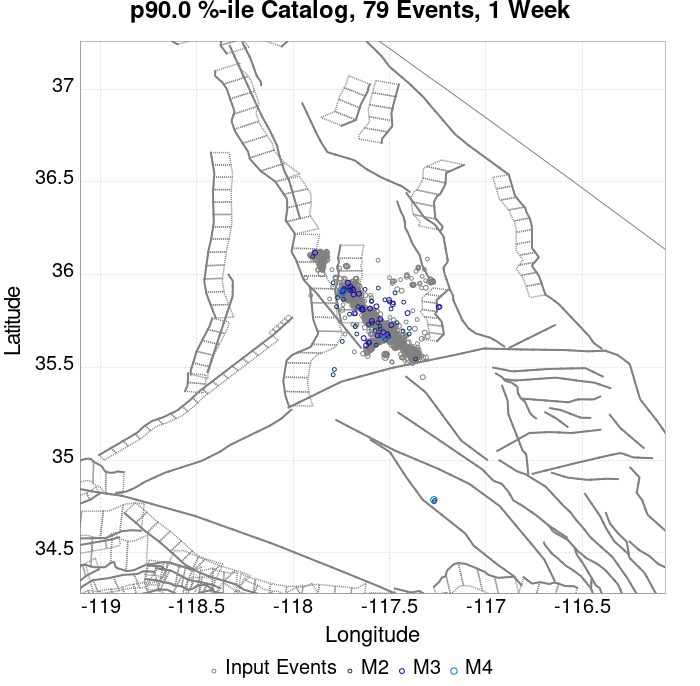 p90.0 %-ile Catalog, 79 Events, 1 Week
37
36.5
36
35.5
35
34.5
Latitude
-119 -118.5 -118 -117.5 -117 -116.5
Longitude
Input Events M2 M3 M4